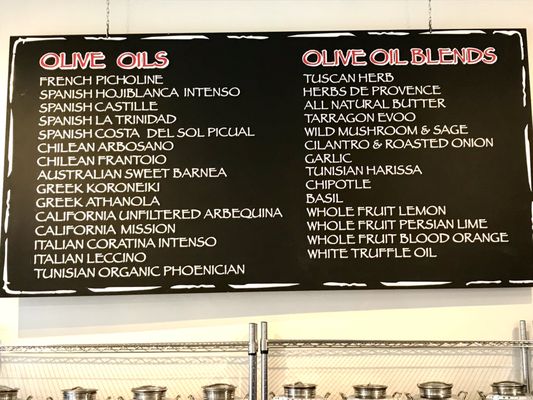 OLIVE OILS
FRENCH PICHOLINE
SPANISH HOJIBLANCA INTENSO
SPANISH CASTILLE
SPANISH LA TRINIDAD
SPANISH COSTA DEL SOL PICUAL
CHILEAN ARBOSANO
CHILEAN FRANTOIO
AUSTRALIAN SWEET BARNEA
GREEK KORONEIKI
GREEK ATHANOLA
CALIFORNIA UNFILTERED ARBEQUINA
CALIFORNIA MISSION
ITALIAN CORATINA INTENSO
ITALIAN LECCINO
TUNISIAN ORGANIC PHOENICIAN
OLIVE OIL BLENDS
TUSCAN HERB
HERBS DE PROVENCE
ALL NATURAL BUTTER
TARRAGON EVOO
WILD MUSHROOM & SAGE
CILANTRO & ROASTED ONION
GARLIC
TUNISIAN HARISSA
CHIPOTLE
BASIL
WHOLE FRUIT LEMON
WHOLE FRUIT PERSIAN LIME
WHOLE FRUIT BLOOD ORANGE
WHITE TRUFFLE OIL